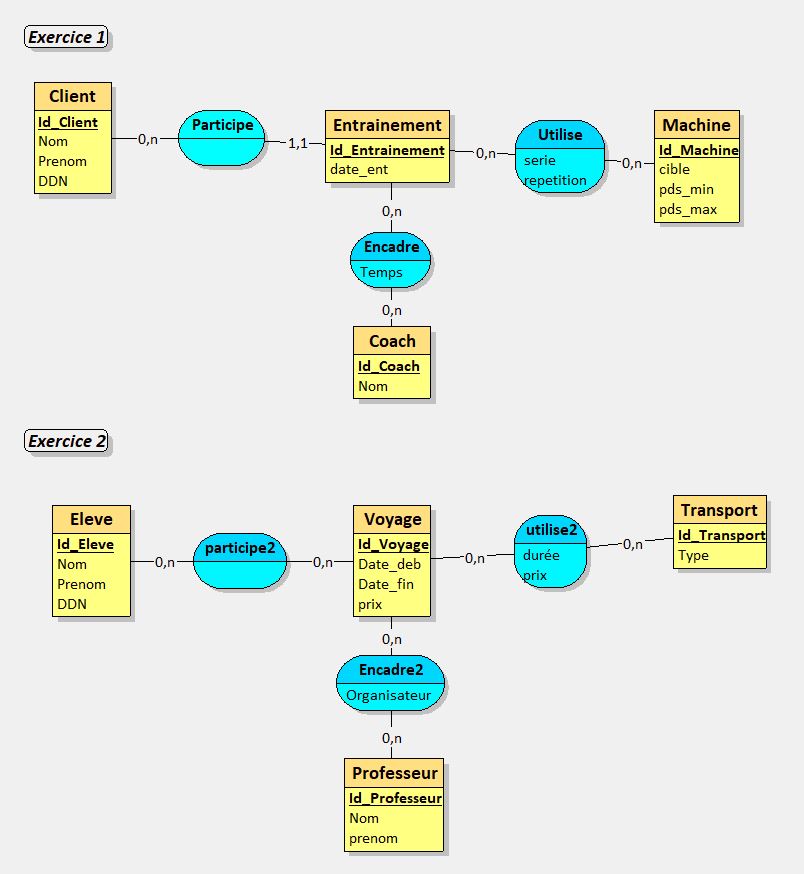 Exercice 1
Client
Id_Client
Nom
Prenom
DDN
0,n
Participe
1,1
Entrainement
Id_Entrainement
date_ent
0,n
Utilise
serie
repetition
0,n
Machine
Id_Machine
cible
pds_min
pds_max
0,n
Encadre
Temps
0,n
Coach
Id_Coach
Nom
Exercice 2
Eleve
Id_Eleve
Nom
Prenom
DDN
0,n
participe2
0,n
Voyage
Id_Voyage
Date_deb
Date_fin
prix
0,n
utilise2
durée
prix
0,n
Transport
Id_Transport
Type
0,n
Encadre2
Organisateur
0,n
Professeur
Id_Professeur
Nom
prenom